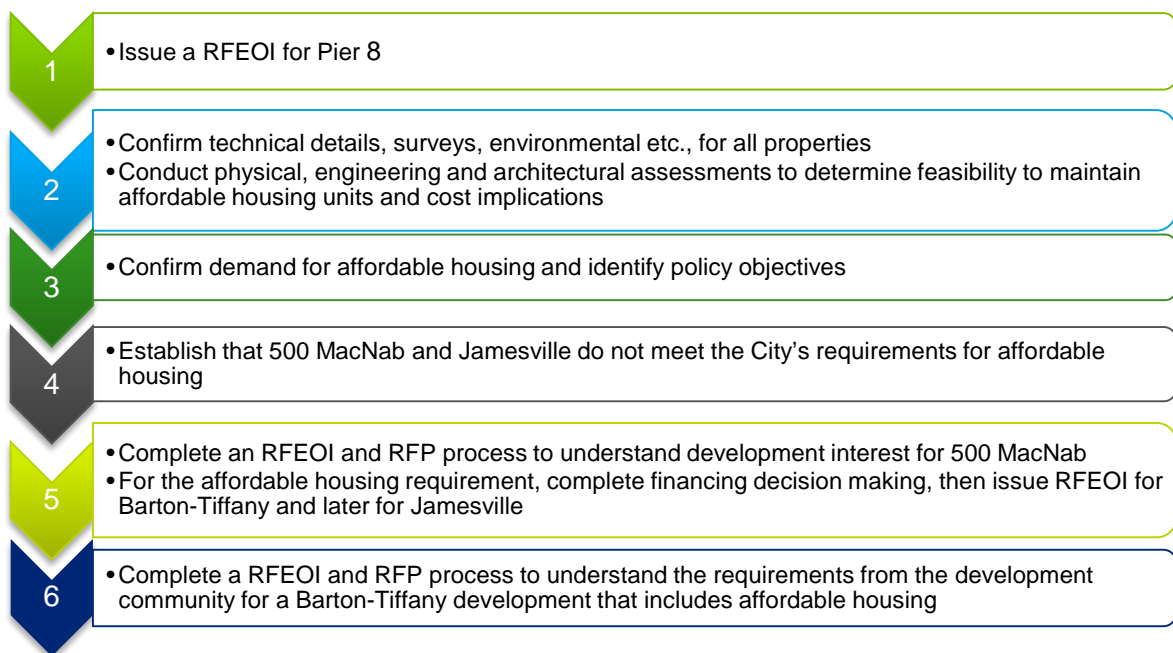 1
•Issue a RFEOI for Pier 8
2
•Confirm technical details, surveys, environmental etc., for all properties
•Conduct physical, engineering and architectural assessments to determine feasibility to maintain
affordable housing units and cost implications
3
•Confirm demand for affordable housing and identify policy objectives
4
•Establish that 500 MacNab and Jamesville do not meet the City’s requirements for affordable
housing
5
•Complete an RFEOI and RFP process to understand development interest for 500 MacNab
•For the affordable housing requirement, complete financing decision making, then issue RFEOI for
Barton-Tiffany and later for Jamesville
6
•Complete a RFEOI and RFP process to understand the requirements from the development
community for a Barton-Tiffany development that includes affordable housing